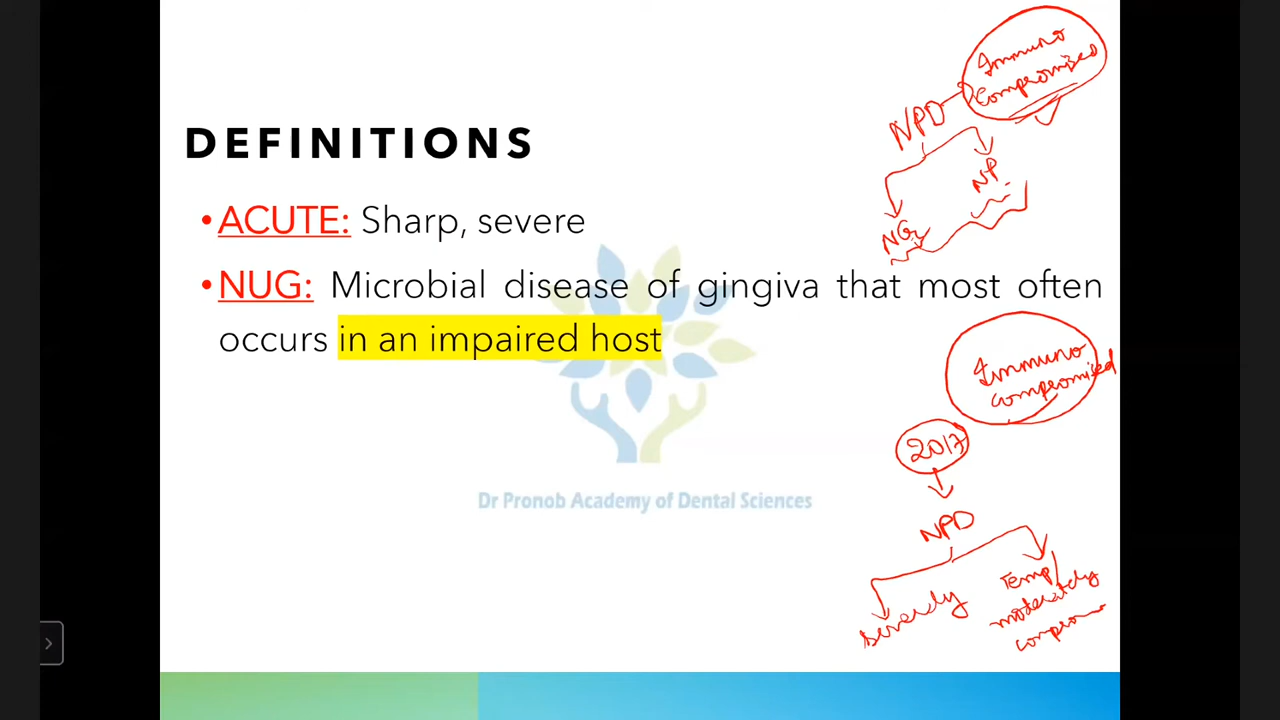 DEFINITIONS
•ACUTE: Sharp, severe
•NUG: Microbial disease of gingiva that most often
occurs in an impaired host
Dr Pronob Academy of Dental Sciences
Immuno
Compromised
NPD
NP
NG
Immuno
compromised
2017
NPD
Severely
Temp/
moderately
compromo